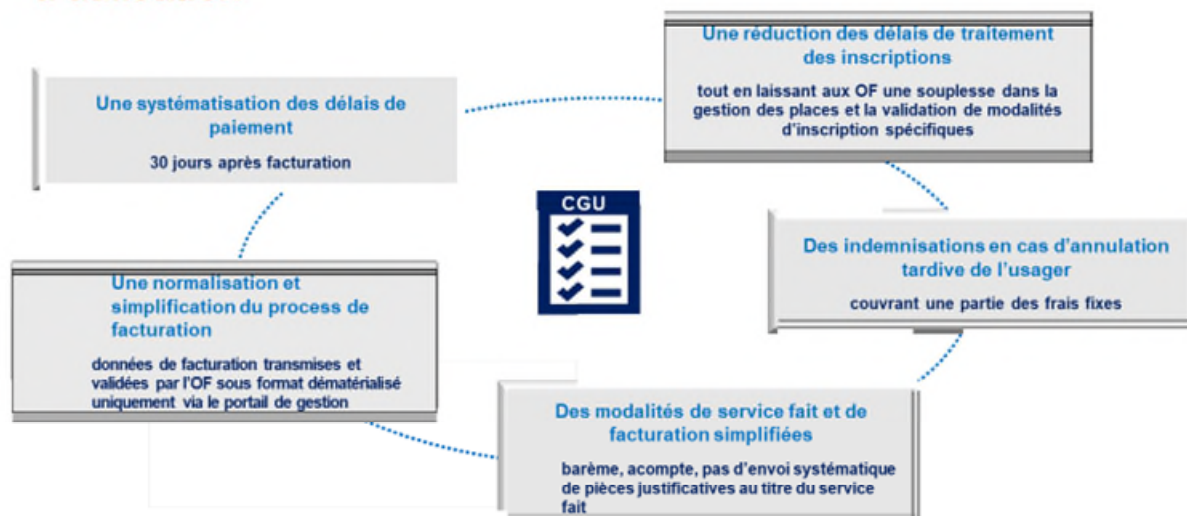 Une réduction des délais de traitement
des inscriptions
tout en laissant aux OF une souplesse dans la
gestion des places et la validation de modalités
d'inscription spécifiques
Une systématisation des délais de
paiement
30 jours après facturation
CGU
Des indemnisations en cas d'annulation
tardive de l'usager
couvrant une partie des frais fixes
Une normalisation et
simplification du process de
facturation
données de facturation transmises et
validées par l'OF sous format dématérialisé
uniquement via le portail de gestion
Des modalités de service fait et de
facturation simplifiées
barème, acompte, pas d'envoi systématique
de pièces justificatives au titre du service
fait